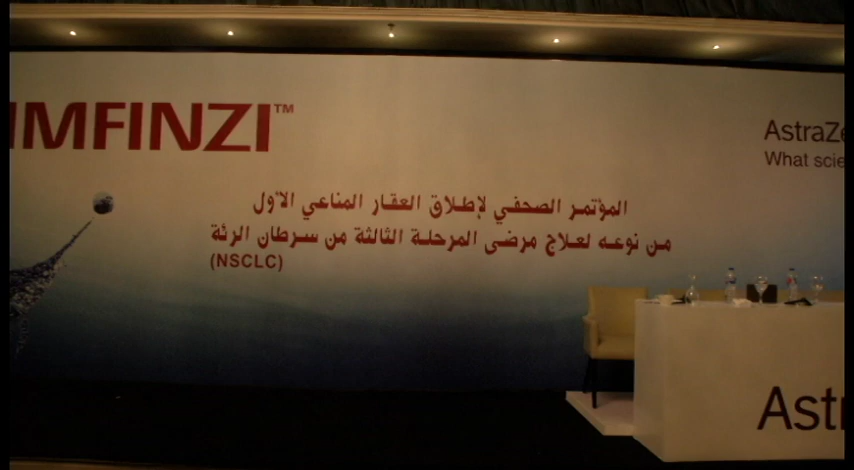 IMFINZI™
AstraZe
What scie
المؤتمر الصحفي لإطلاق العقار المناعي الأول
من نوعه لعلاج مرضى المرحلة الثالثة من سرطان الرئة
(NSCLC)
Ast